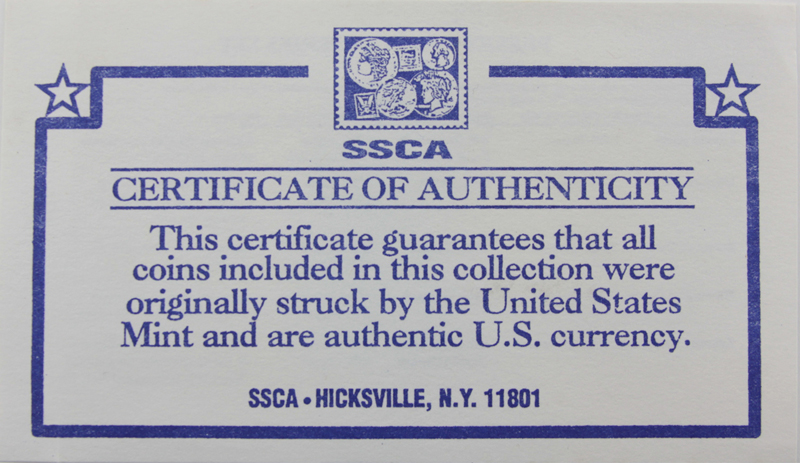 SSCA
CERTIFICATE OF AUTHENTICITY
This certificate guarantees that all
coins included in this collection were
originally struck by the United States
Mint and are authentic U.S. currency.
SSCA • HICKSVILLE, N.Y. 11801